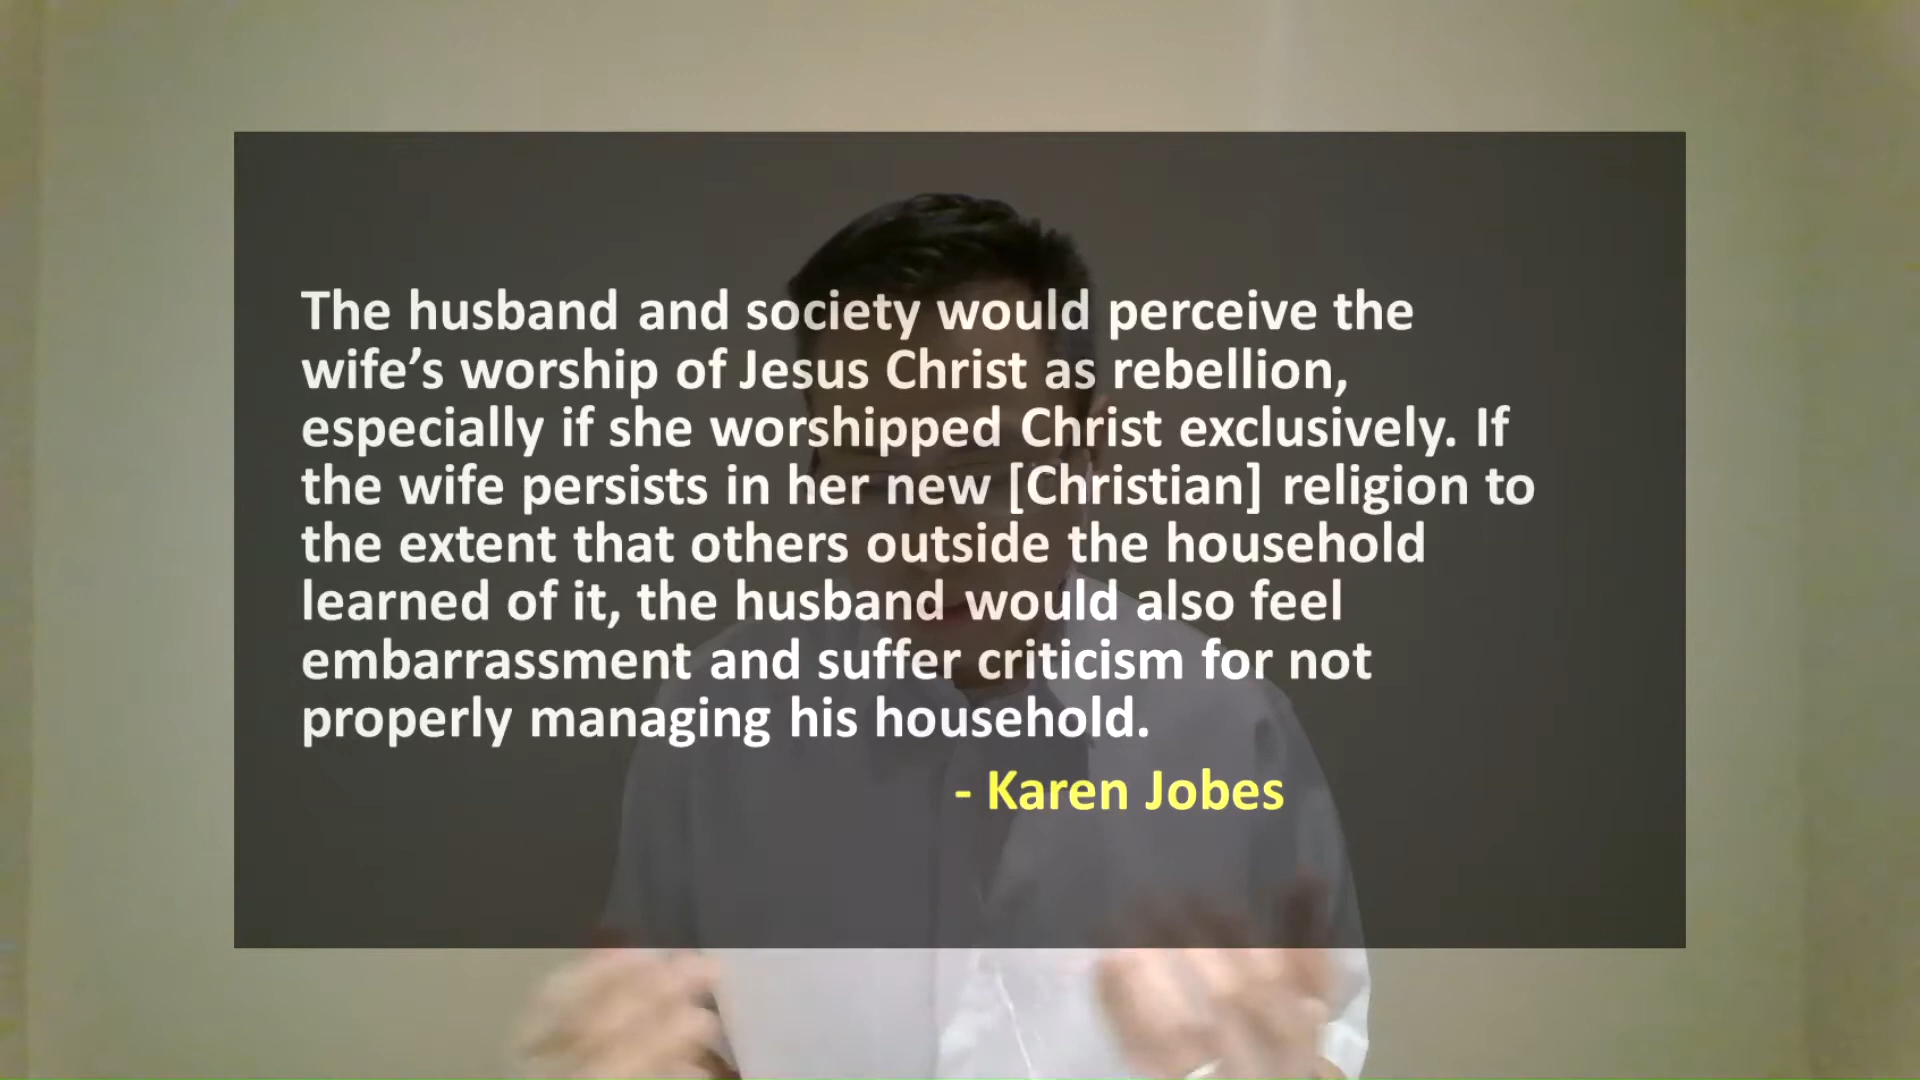 The husband and society would perceive the
wife’s worship of Jesus Christ as rebellion,
especially if she worshipped Christ exclusively. If
the wife persists in her new [Christian] religion to
the extent that others outside the household
learned of it, the husband would also feel
embarrassment and suffer criticism for not
properly managing his household.
- Karen Jobes